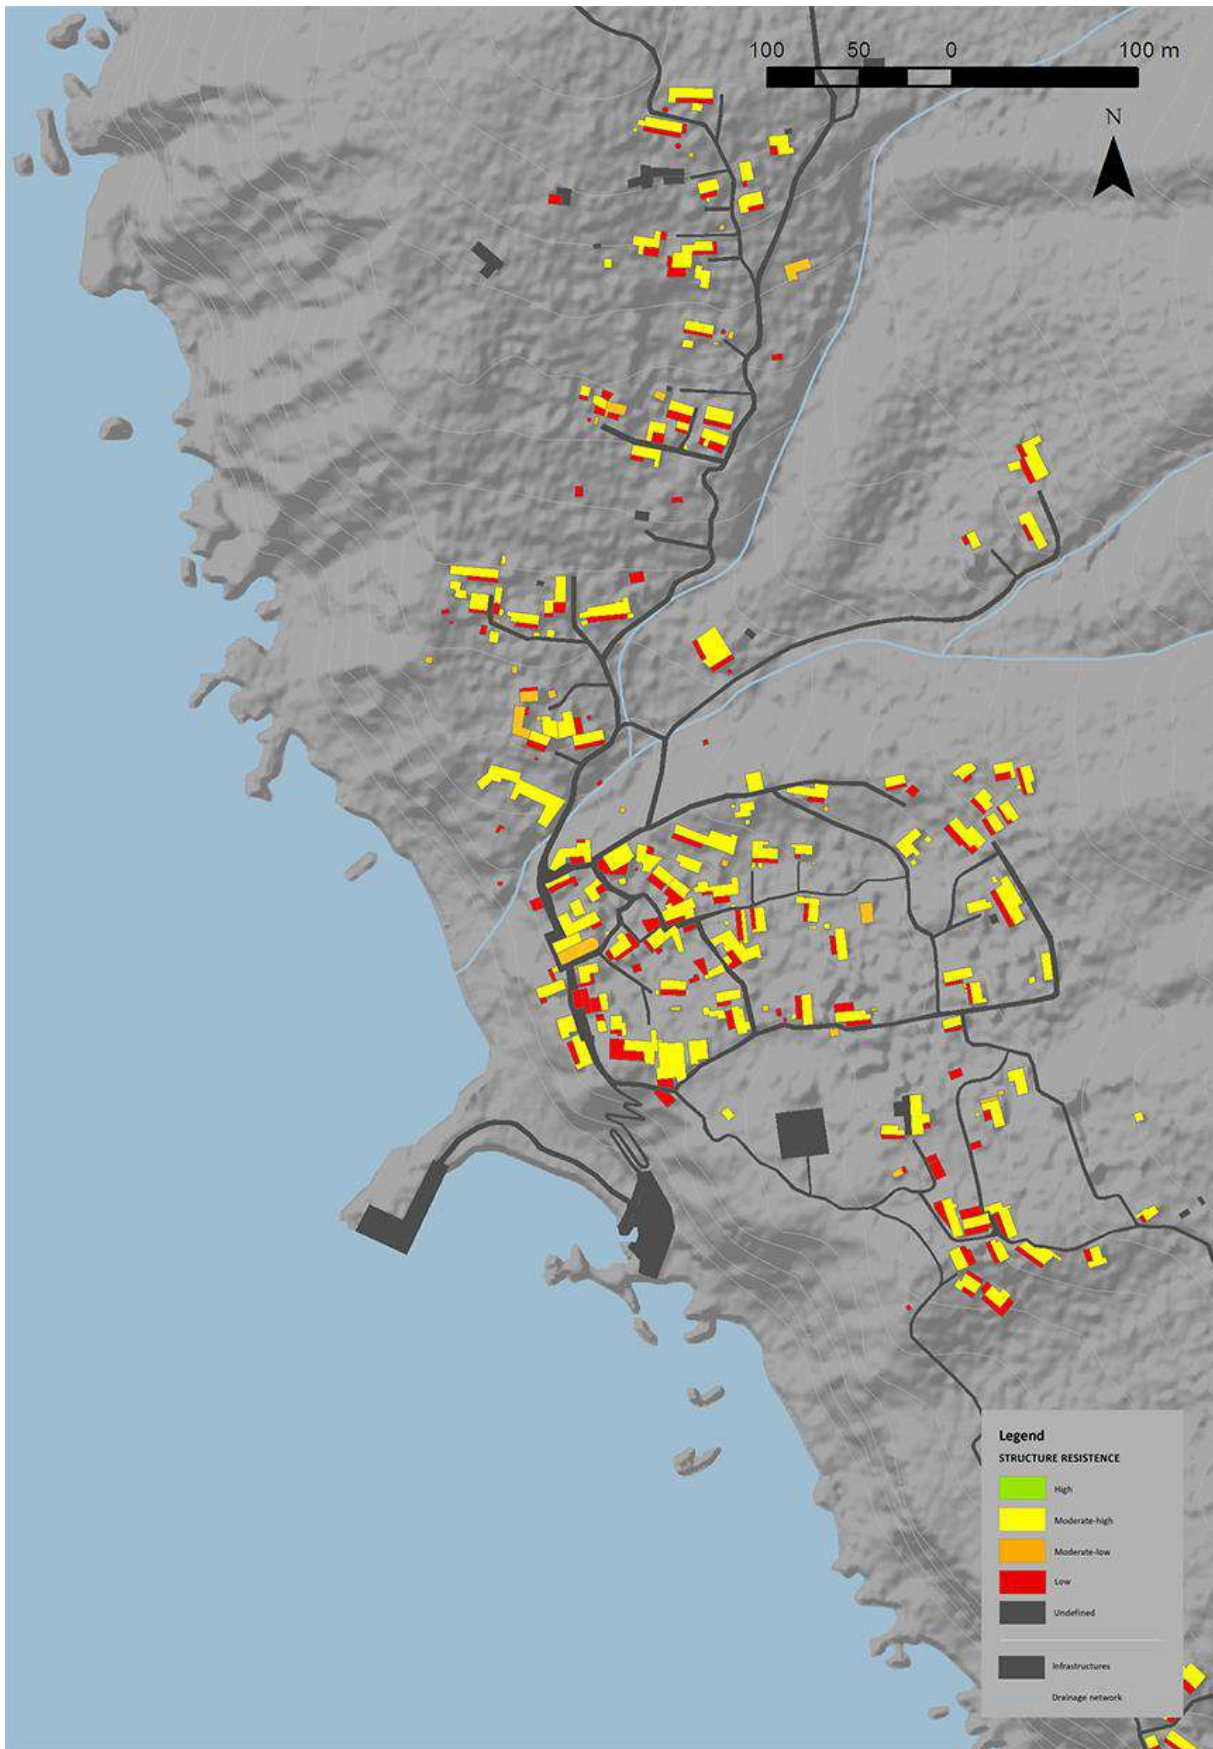 100 50 0 100 m
N
Legend
STRUCTURE RESISTENCE
High
Moderate-high
Moderate-low
Low
Undefined
Infrastructures
Drainage network